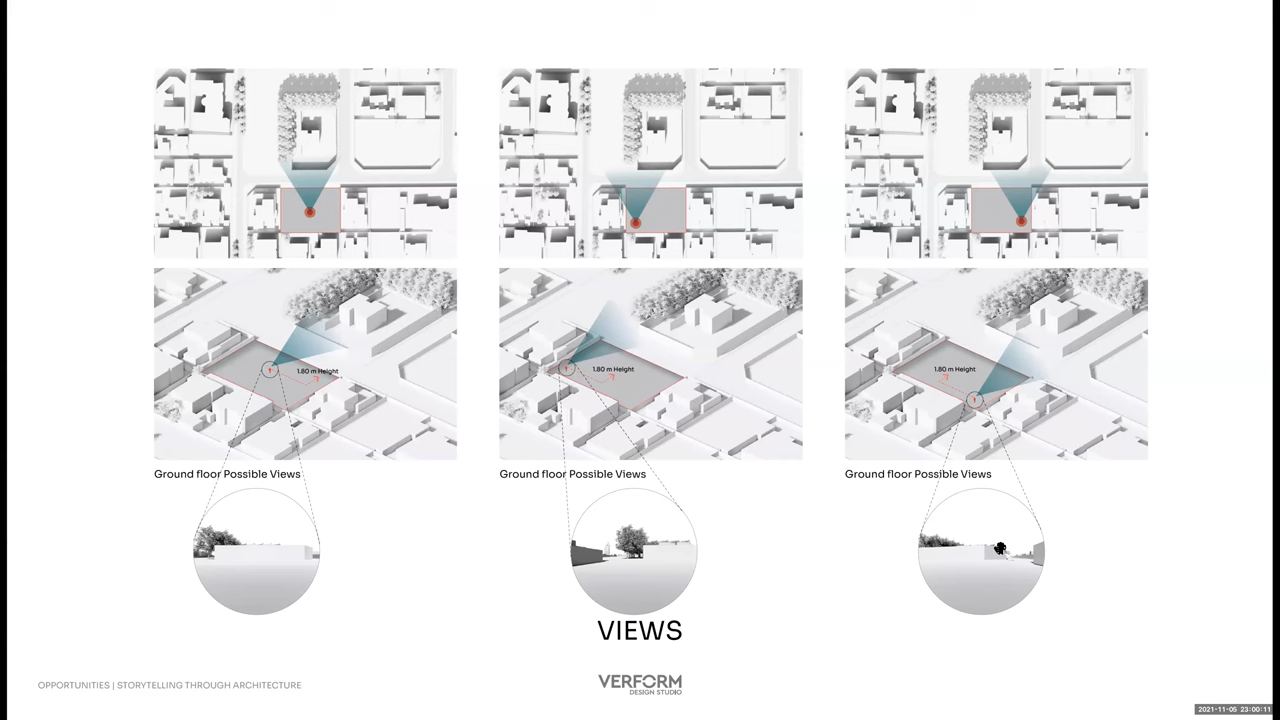 1.80 m Height
1.80 m Height
1.80 m Height
Ground floor Possible Views
Ground floor Possible Views
Ground floor Possible Views
VIEWS
OPPORTUNITIES | STORYTELLING THROUGH ARCHITECTURE
VERFORM
DESIGN STUDIO
2021-11-05 23:00:11